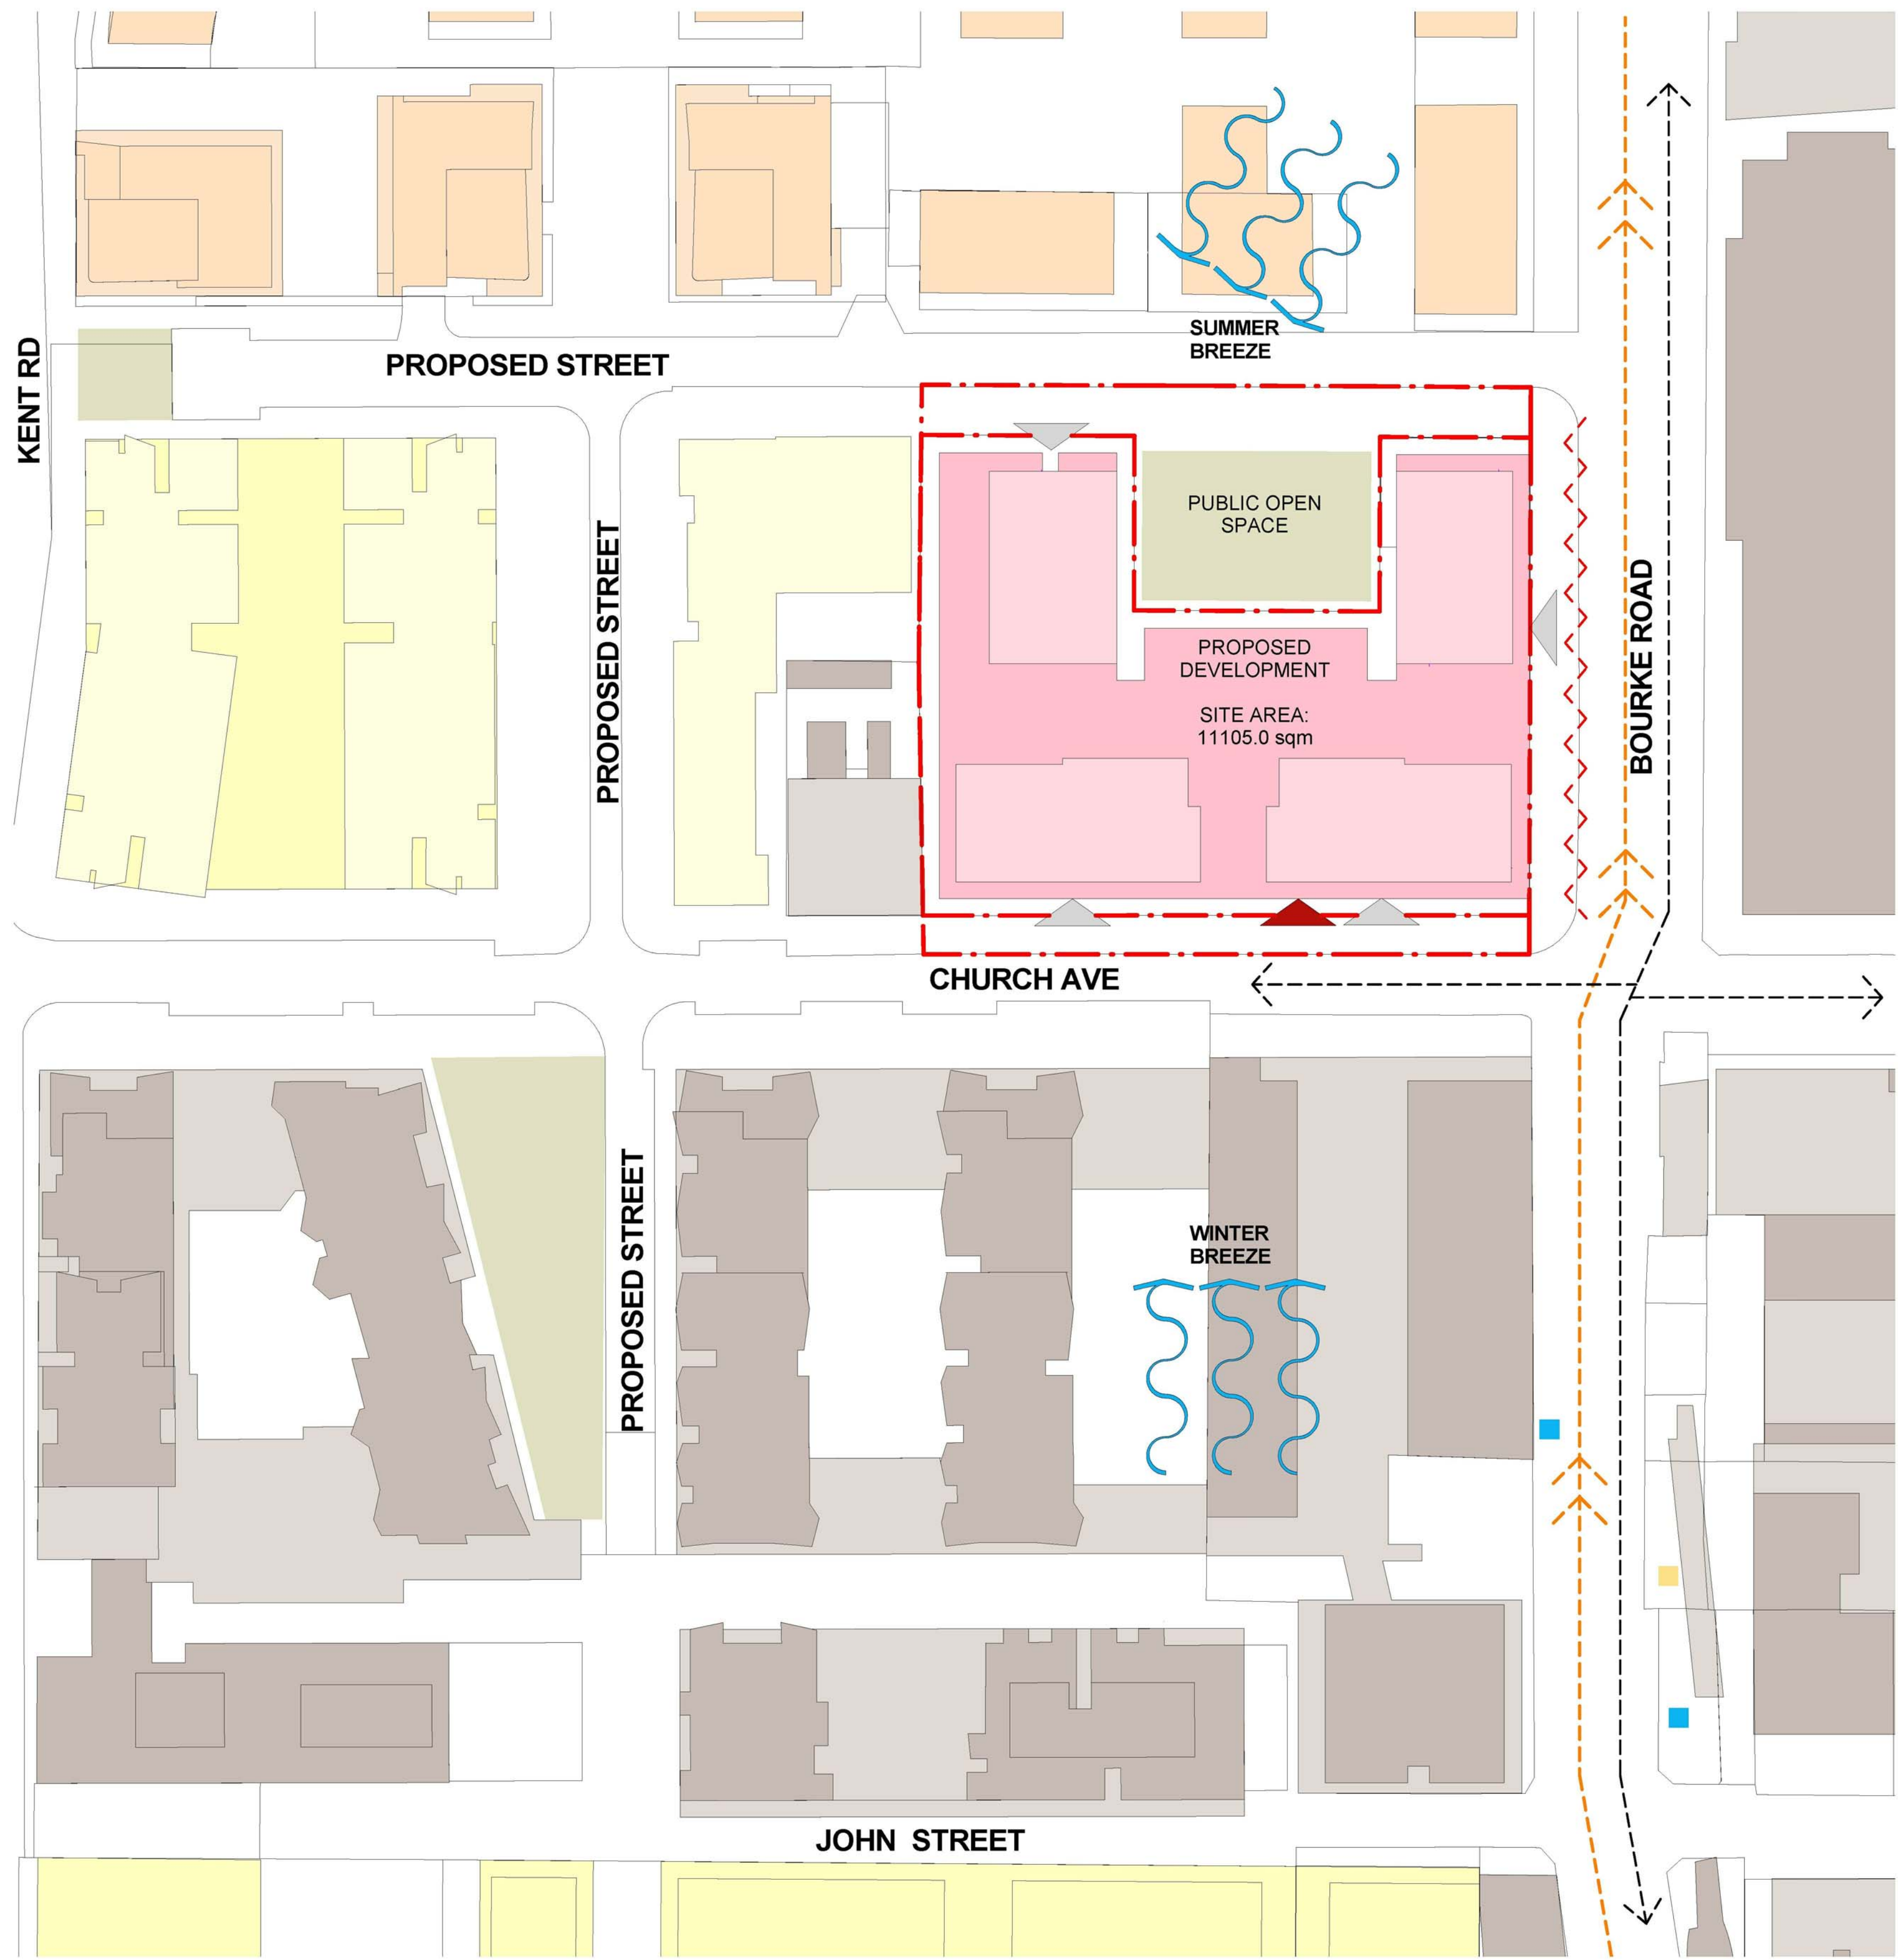 SUMMER
BREEZE
KENT RD
PROPOSED STREET
PUBLIC OPEN
SPACE
PROPOSED STREET
BOURKE ROAD
PROPOSED
DEVELOPMENT
SITE AREA:
11105.0 sqm
CHURCH AVE
PROPOSED STREET
WINTER
BREEZE
JOHN STREET